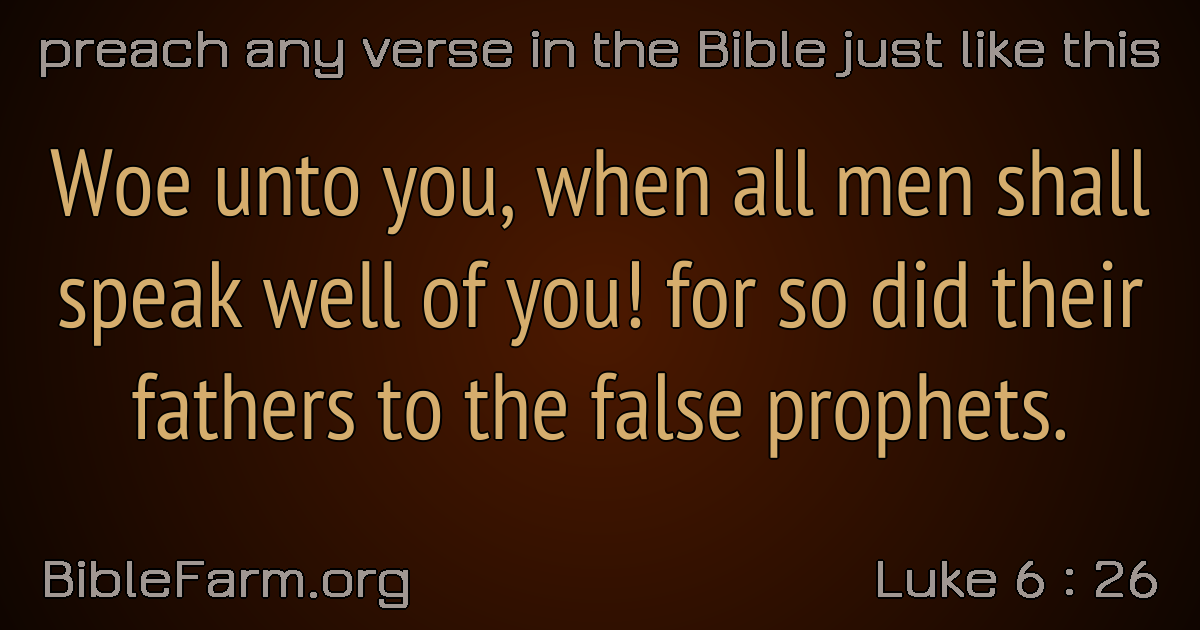 preach any verse in the Bible just like this
Woe unto you, when all men shall
speak well of you! for so did their
fathers to the false prophets.
BibleFarm.org
Luke 6 : 26